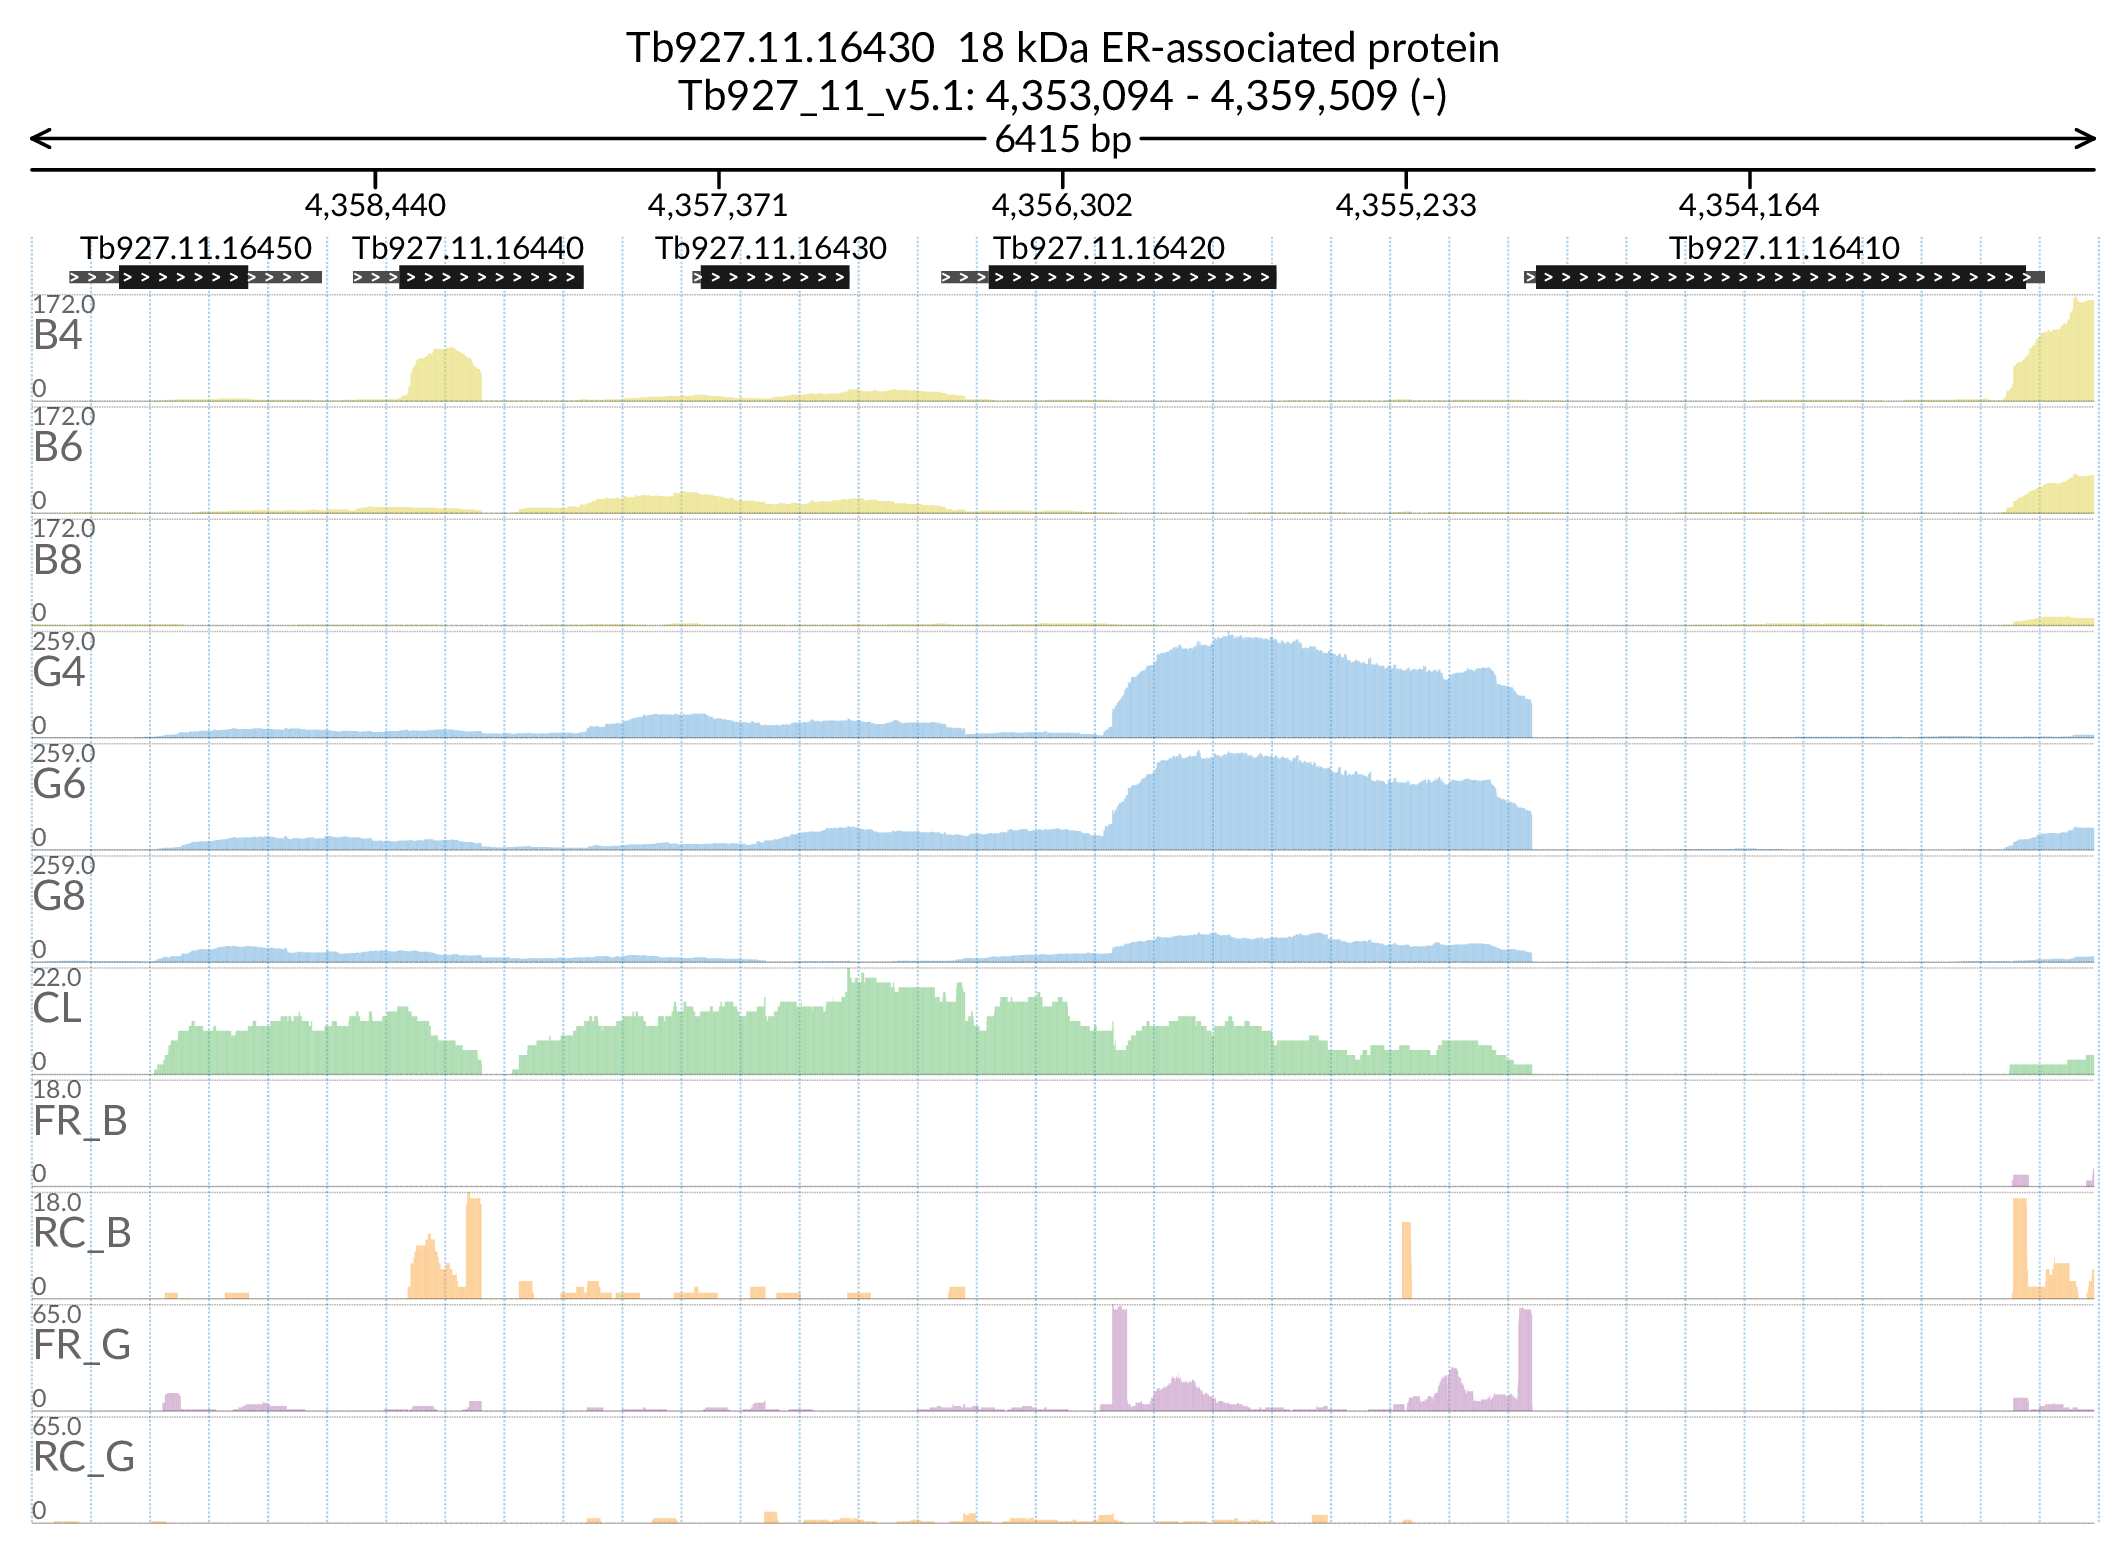 Tb927.11.16430  18 kDa ER-associated protein
Tb927_11_v5.1: 4,353,094 - 4,359,509 (-)
6415 bp
4,358,440 4,357,371 4,356,302 4,355,233 4,354,164
Tb927.11.16450 Tb927.11.16440 Tb927.11.16430 Tb927.11.16420 Tb927.11.16410
172.0
B4
0
172.0
B6
0
172.0
B8
0
259.0
G4
0
259.0
G6
0
259.0
G8
0
22.0
CL
0
18.0
FR_B
0
18.0
RC_B
0
65.0
FR_G
0
65.0
RC_G
0